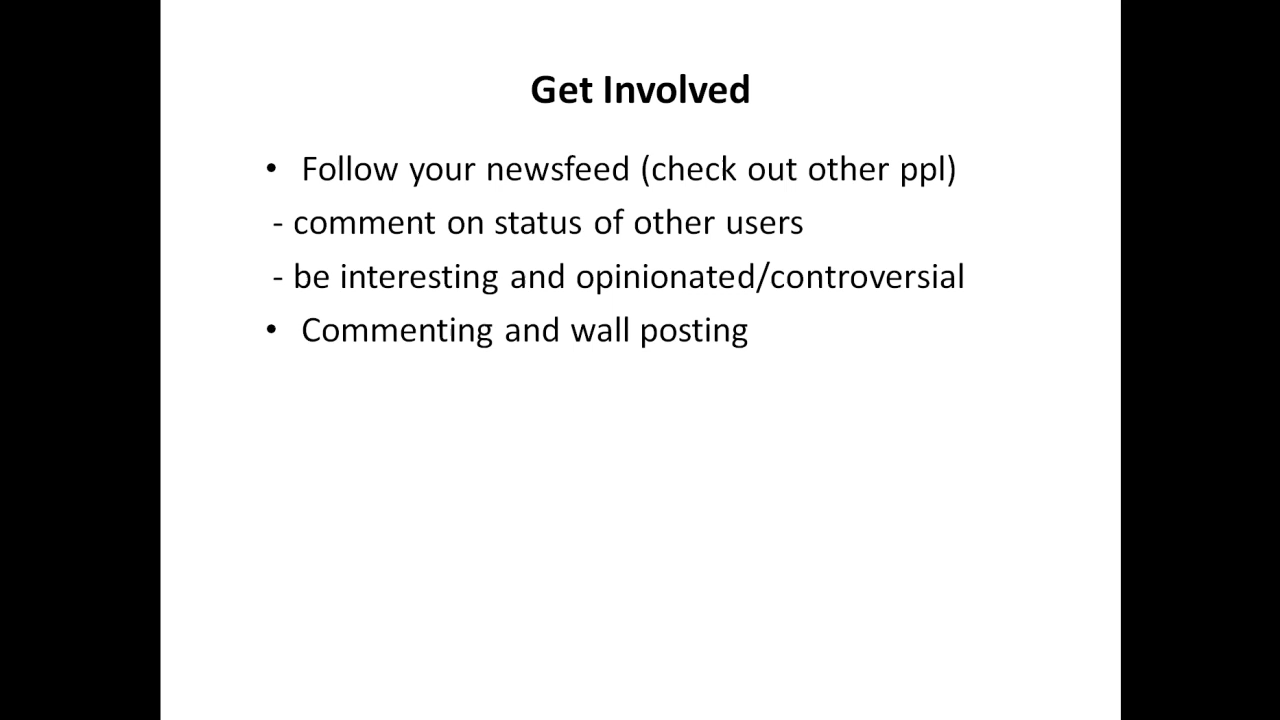 Get Involved
• Follow your newsfeed (check out other ppl)
- comment on status of other users
- be interesting and opinionated/controversial
• Commenting and wall posting